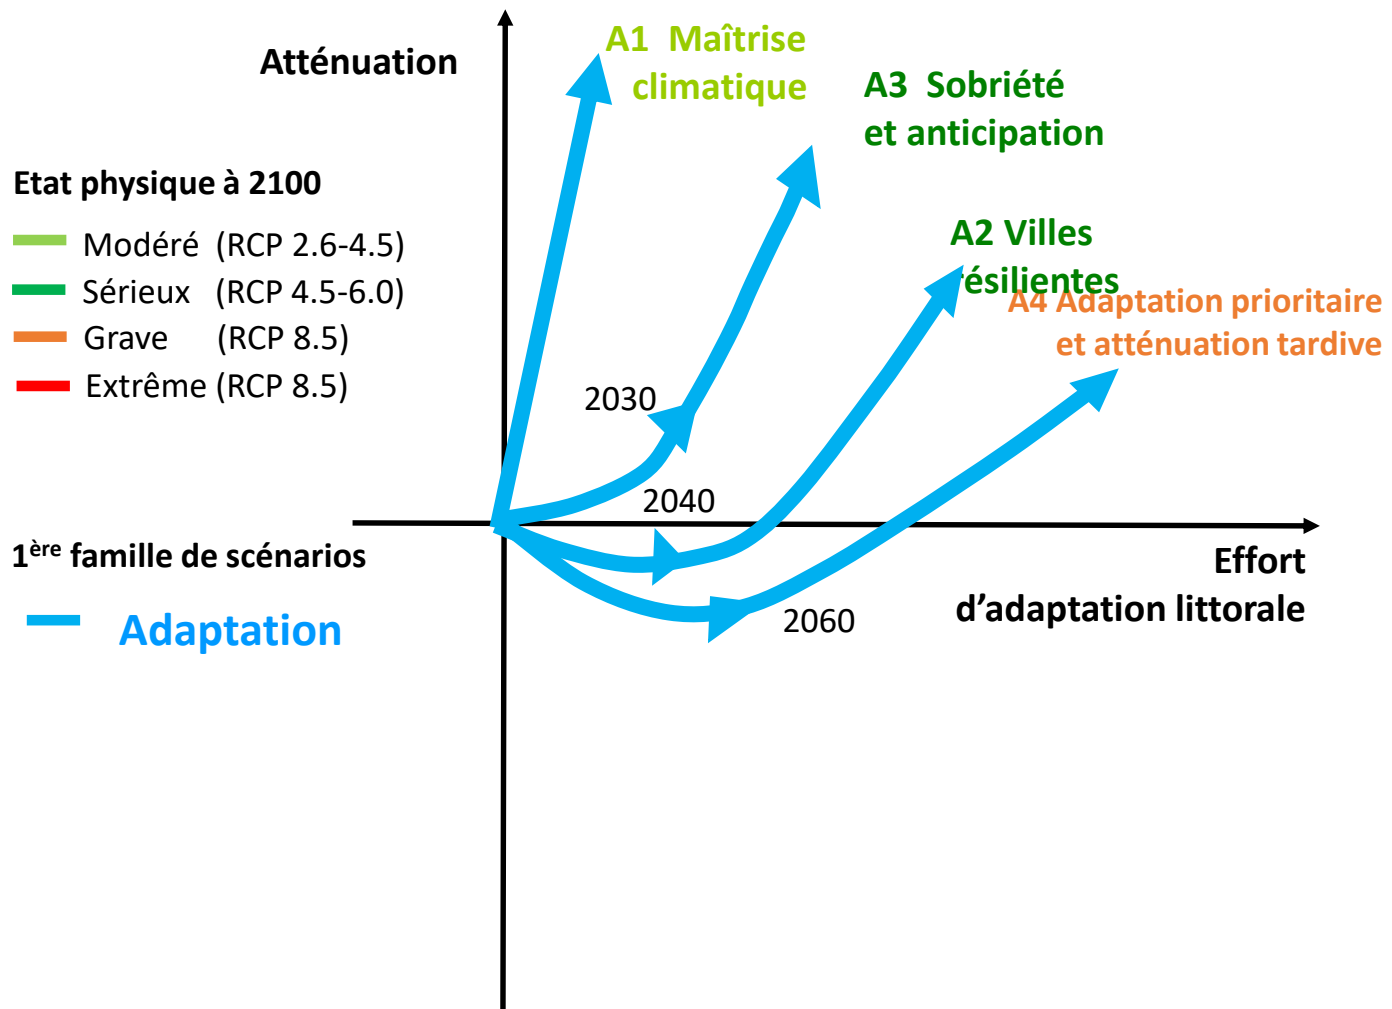 Atténuation
A1 Maîtrise
climatique
A3 Sobriété
et anticipation
Etat physique à 2100
Modéré (RCP 2.6-4.5)
Sérieux (RCP 4.5-6.0)
Grave (RCP 8.5)
Extrême (RCP 8.5)
A2 Villes
résilientes
A4 Adaptation prioritaire
et atténuation tardive
2030
2040
1ère famille de scénarios
Adaptation
Effort
d'adaptation littorale
2060